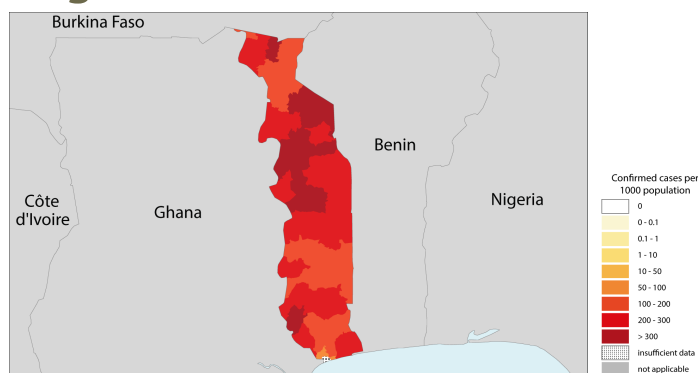 Burkina Faso
Benin
Côte
d'Ivoire
Ghana
Nigeria
Confirmed cases per
1000 population
0
0 - 0.1
0.1 - 1
1 - 10
10 - 50
50 - 100
100 - 200
200 - 300
> 300
insufficient data
not applicable